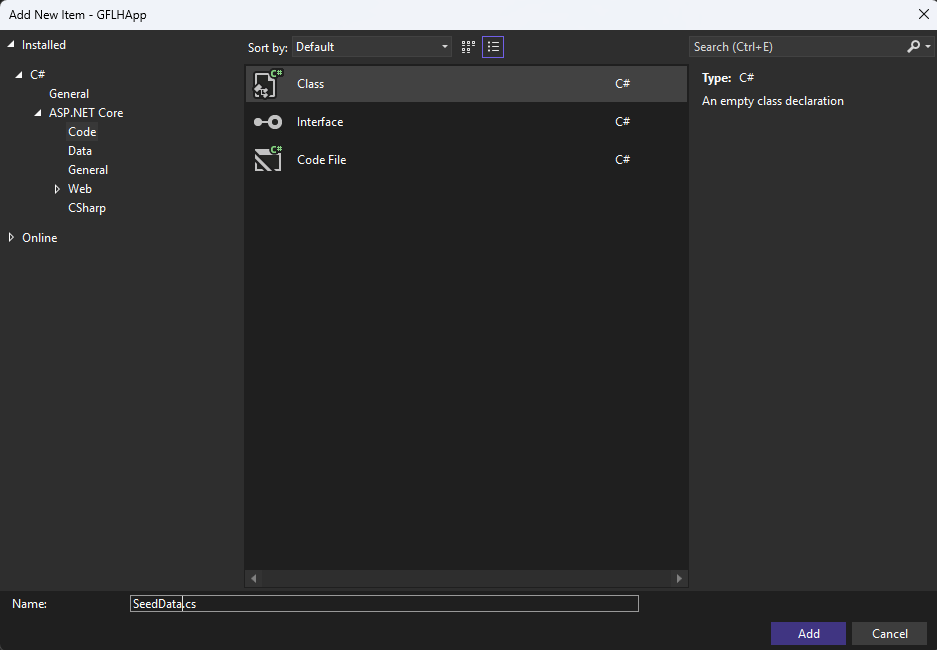 Add New Item - GFLHApp
Installed
C#
General
ASP.NET Core
Code
Data
General
Web
CSharp
Online
Sort by: Default
C# Class C#
Interface C#
C# Code File C#
Search (Ctrl+E)
Type: C#
An empty class declaration
Name: SeedData.cs
Add Cancel